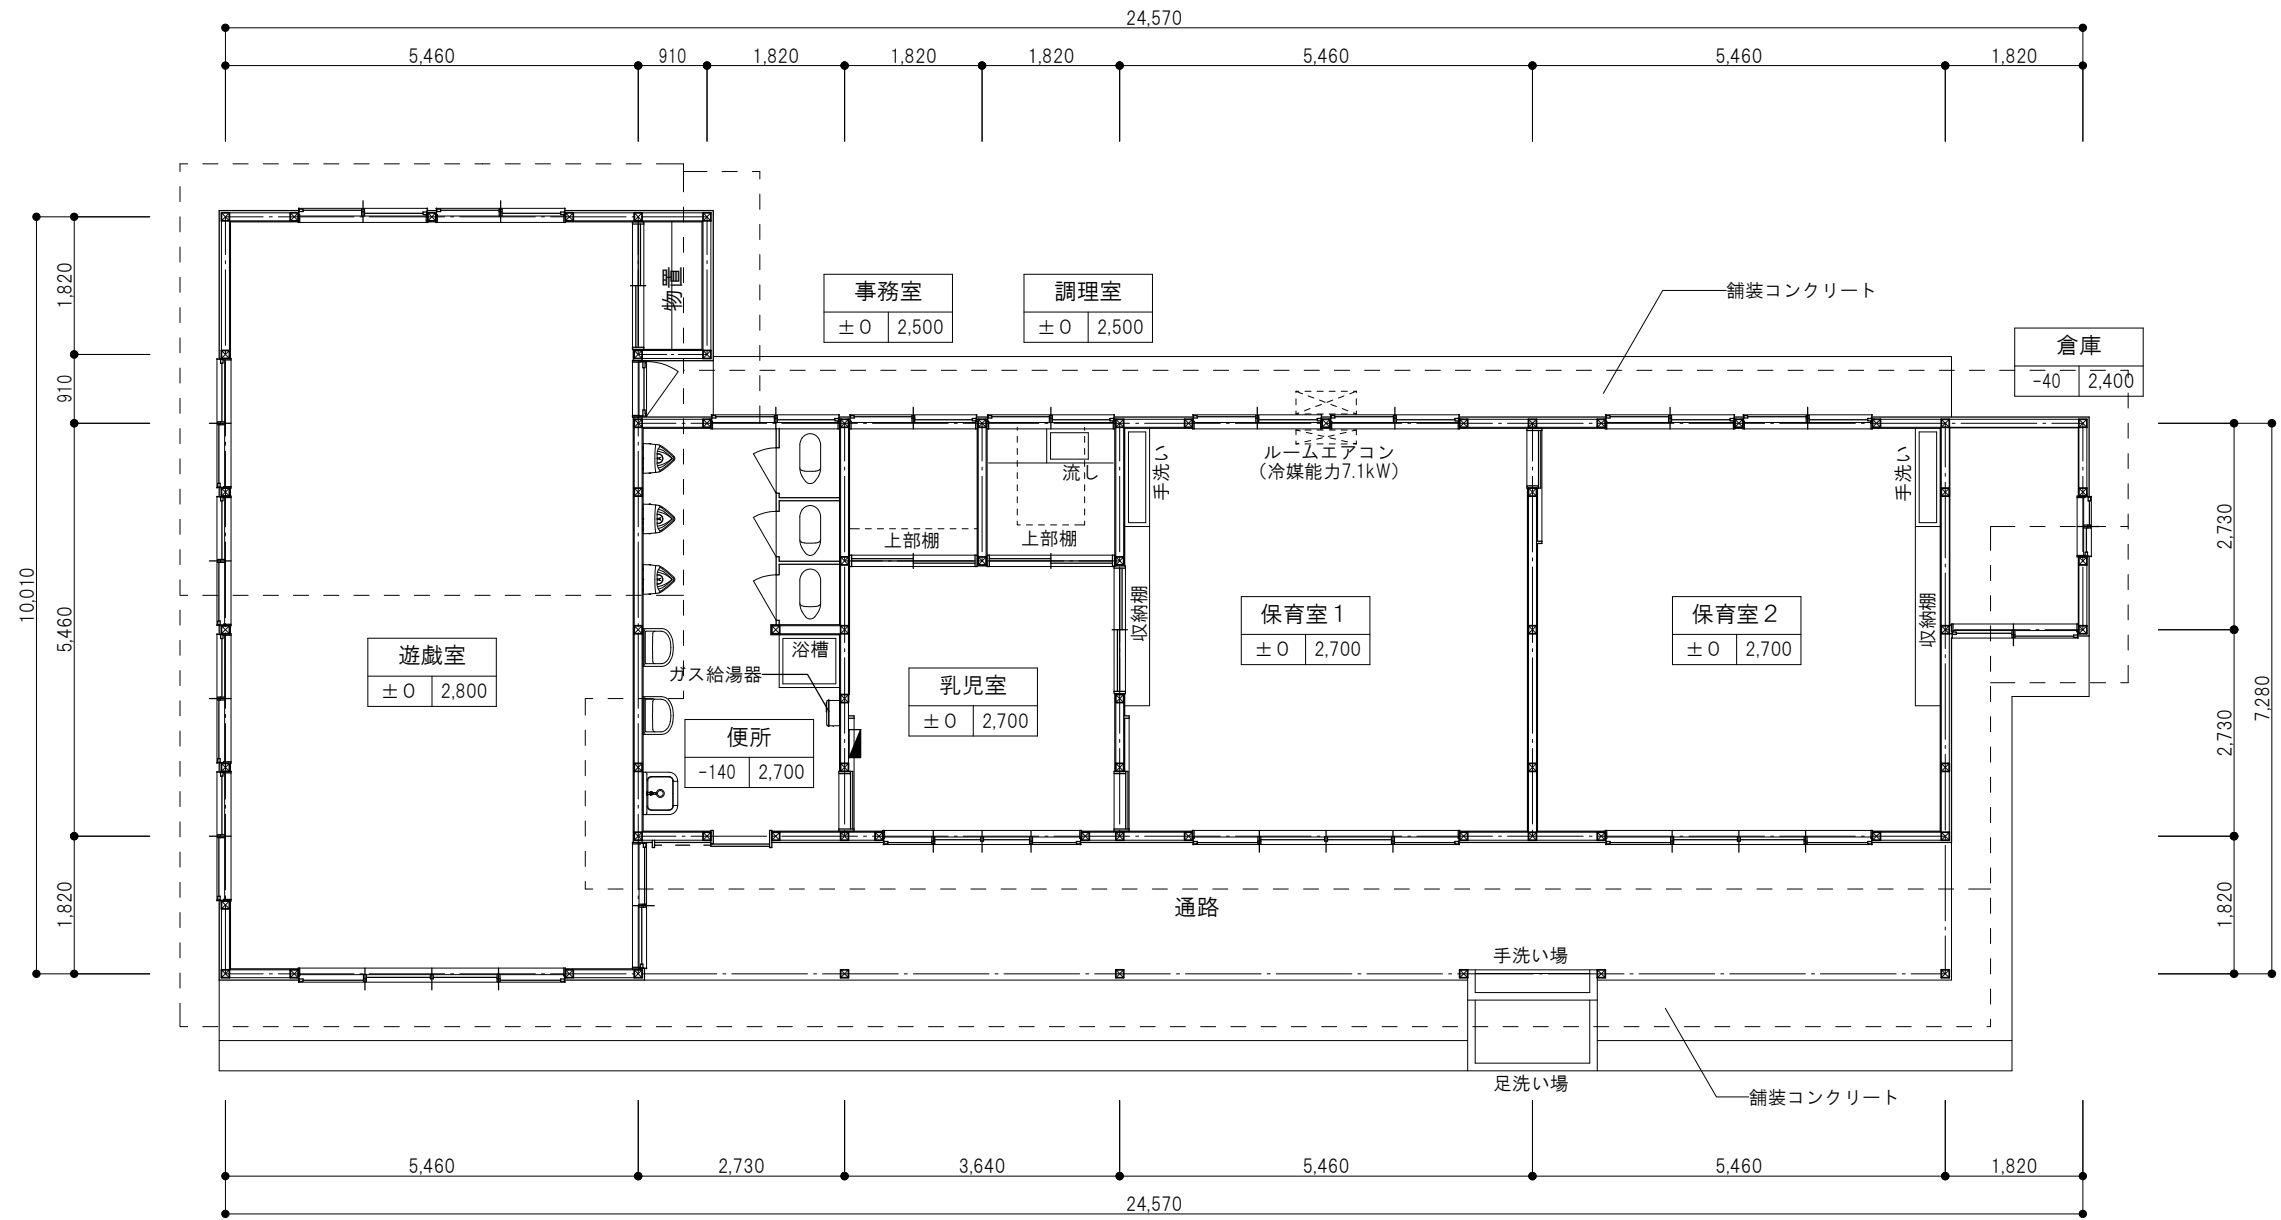 24,570
5,460
910
1,820
1,820
1,820
5,460
5,460
1,820
物置
事務室
±0
2,500
調理室
±0
2,500
舗装コンクリート
倉庫
-40
2,400
1,820
910
5,460
1,820
10,010
手洗い
流し
上部棚
上部棚
ルームエアコン
(冷媒能力7.1kW)
手洗い
収納棚
収納棚
保育室1
±0
2,700
保育室2
±0
2,700
遊戯室
±0
2,800
浴槽
ガス給湯器
乳児室
±0
2,700
便所
-140
2,700
2,730
2,730
1,820
7,280
通路
手洗い場
足洗い場
舗装コンクリート
5,460
2,730
3,640
5,460
5,460
1,820
24,570